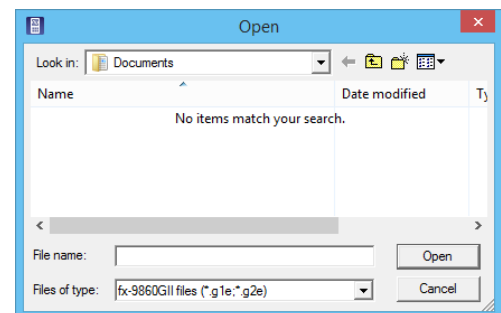 Open
Look in: Documents
Name Date modified
No items match your search.
File name: Open
Files of type: fx-9860GII files (*.g1e;*.g2e) Cancel